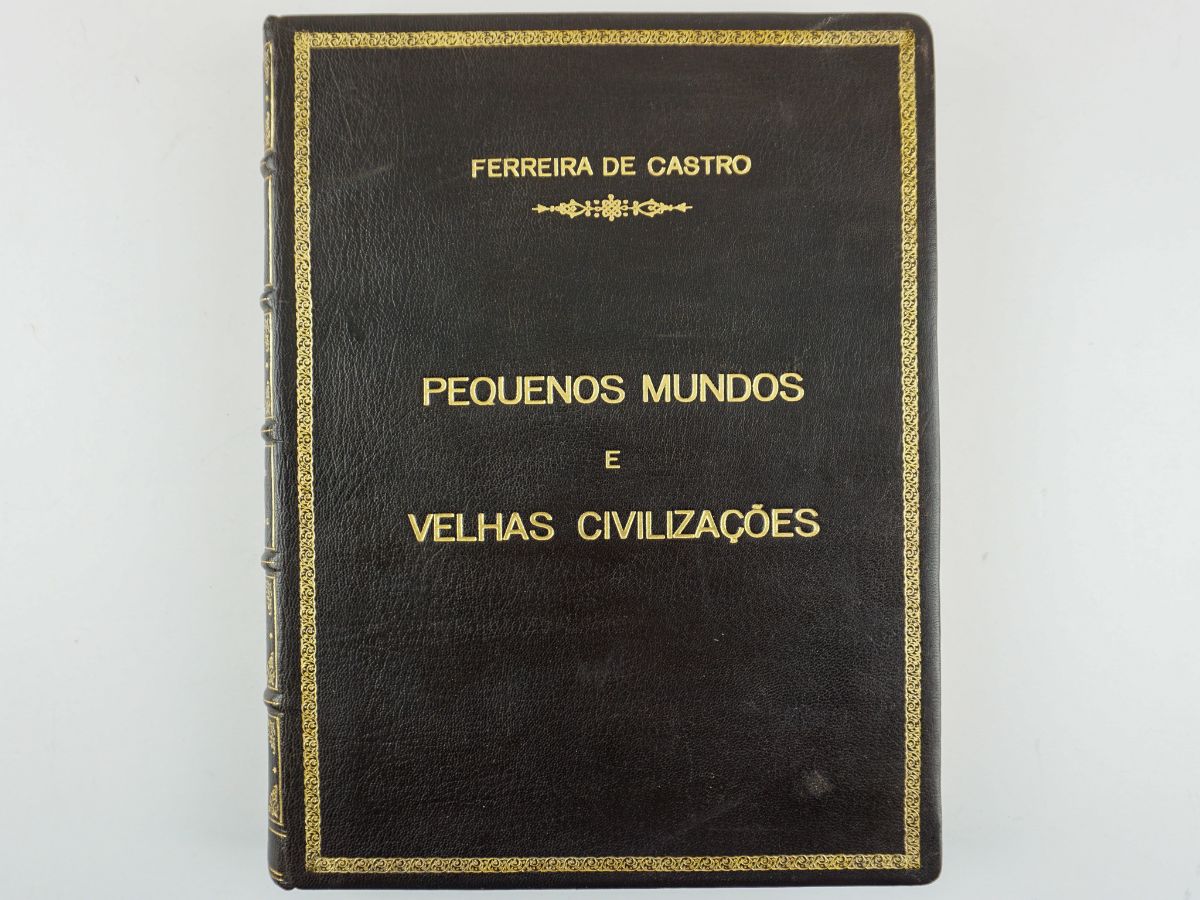 FERREIRA DE CASTRO
PEQUENOS MUNDOS
E
VELHAS CIVILIZAÇÕES